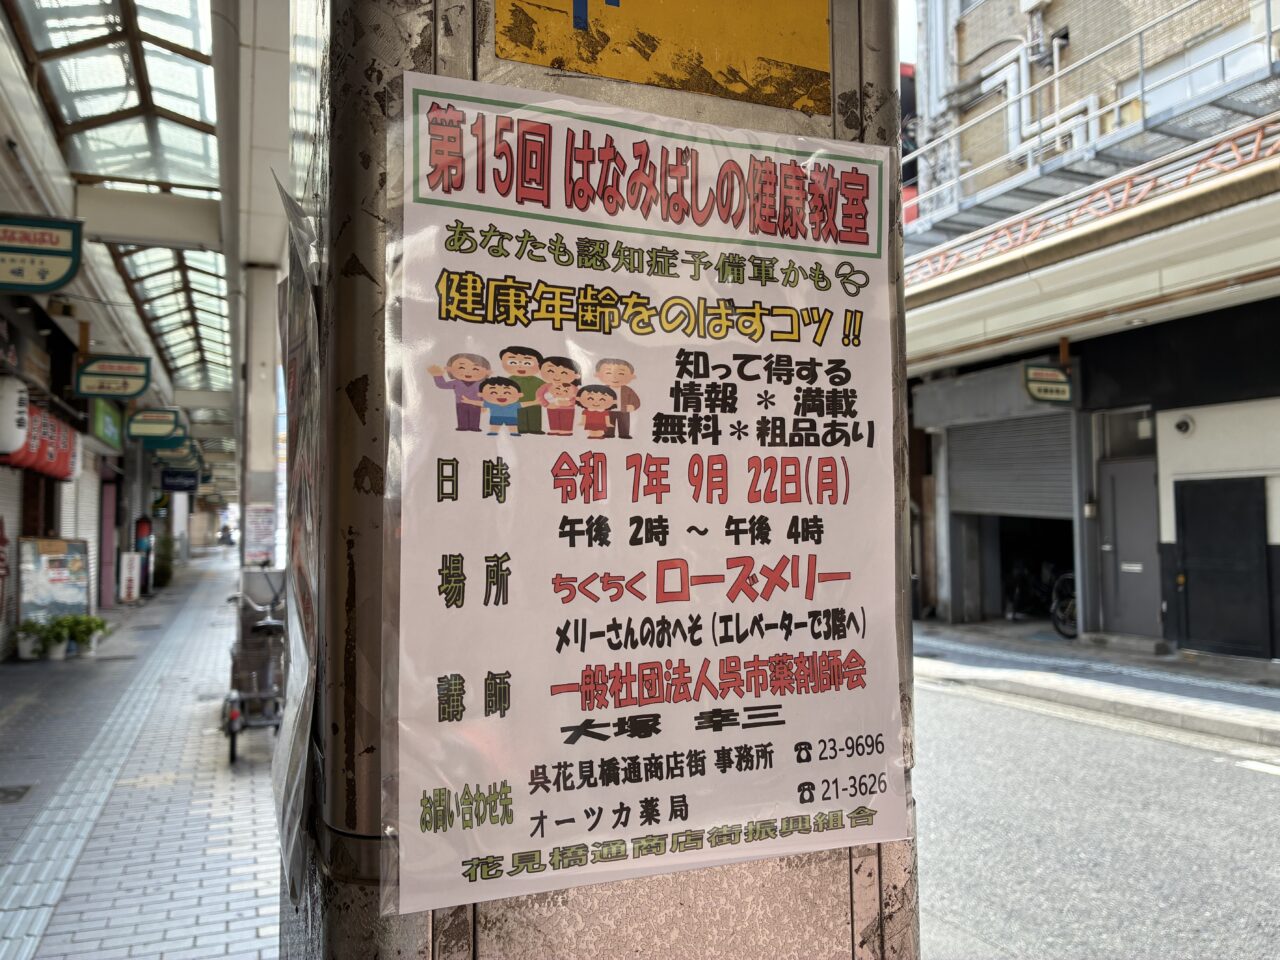 第15回 はなみばしの健康教室
あなたも認知症予備軍かも
健康年齢をのばすコツ!!
知って得する
情報 * 満載
無料*粗品あり
日時 令和 7年 9月 22日(月)
午後 2時 ～ 午後 4時
場所 ちくちくローズメリー
メリーさんのおへそ(エレベーターで3階へ)
講師 一般社団法人呉市薬剤師会
大塚 幸三
お問い合わせ先
呉花見橋通商店街 事務所 ☎23-9696
オーツカ薬局 ☎21-3626
花見橋通商店街振興組合